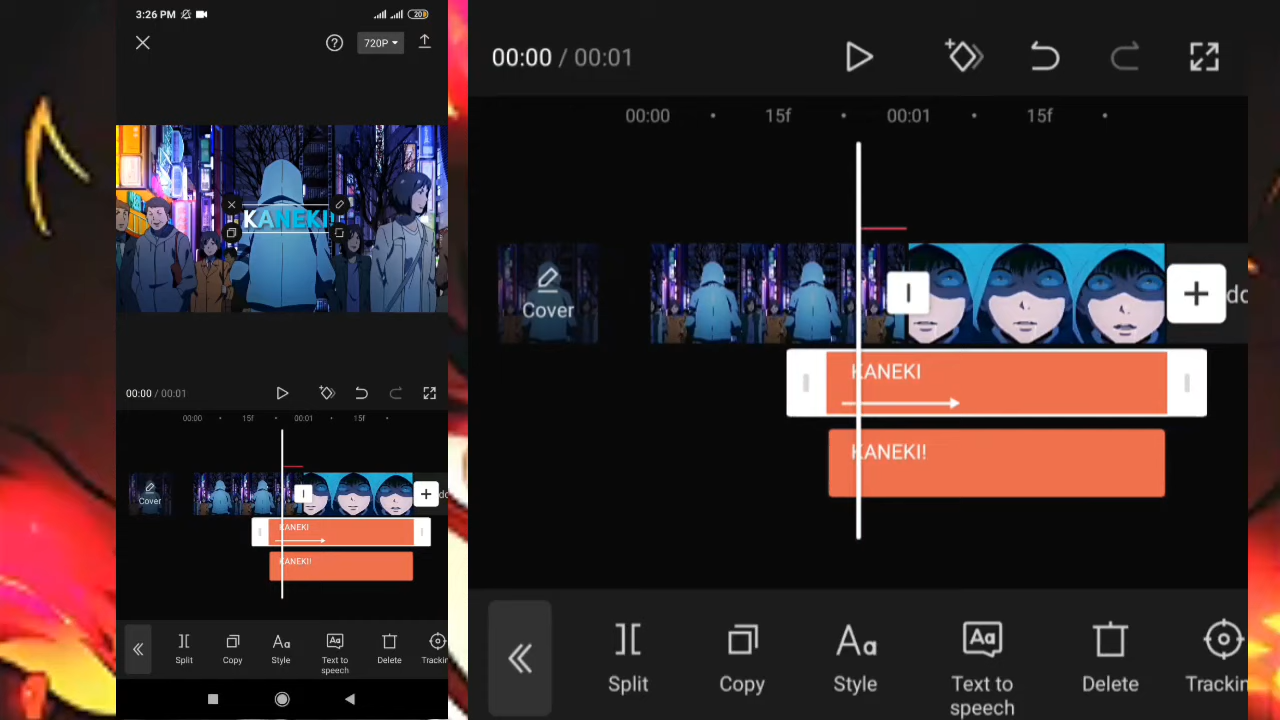 3:26 PM
20
720P
KANEKI!
00:00 / 00:01
00:00 15f 00:01 15f
Cover
KANEKI
KANEKI!
Split Copy Style Text to speech Delete Trackin
00:00 / 00:01
00:00 15f 00:01 15f
Cover
KANEKI
KANEKI!
Split Copy Style Text to speech Delete Trackin